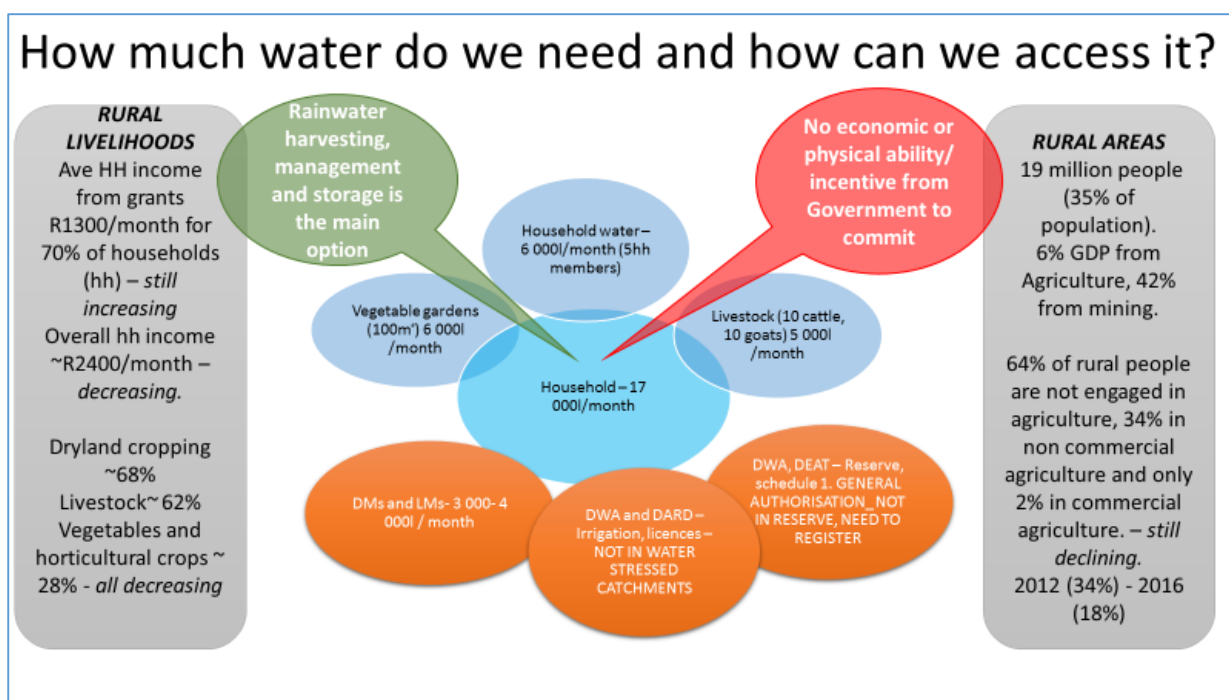 How much water do we need and how can we access it?
RURAL
LIVELIHOODS
Ave HH income
from grants
R1300/month for
70% of households
(hh) – still
increasing
Overall hh income
~R2400/month –
decreasing.
Dryland cropping
~68%
Livestock~ 62%
Vegetables and
horticultural crops ~
28% - all decreasing
Rainwater
harvesting,
management
and storage is
the main
option
No economic or
physical ability/
incentive from
Government to
commit
Household water–
6 000l/month (5hh
members)
Vegetable gardens
(100m') 6 000l
/month
Livestock (10 cattle,
10 goats) 5 000l
/month
Household – 17
000l/month
DMs and LMs- 3 000- 4
000l / month
DWA and DARD –
Irrigation, licences –
NOT IN WATER
STRESSED
CATCHMENTS
DWA, DEAT – Reserve,
schedule 1. GENERAL
AUTHORISATION_NOT
IN RESERVE, NEED TO
REGISTER
RURAL AREAS
19 million people
(35% of
population).
6% GDP from
Agriculture, 42%
from mining.
64% of rural people
are not engaged in
agriculture, 34% in
non commercial
agriculture and only
2% in commercial
agriculture. – still
declining.
2012 (34%) - 2016
(18%)